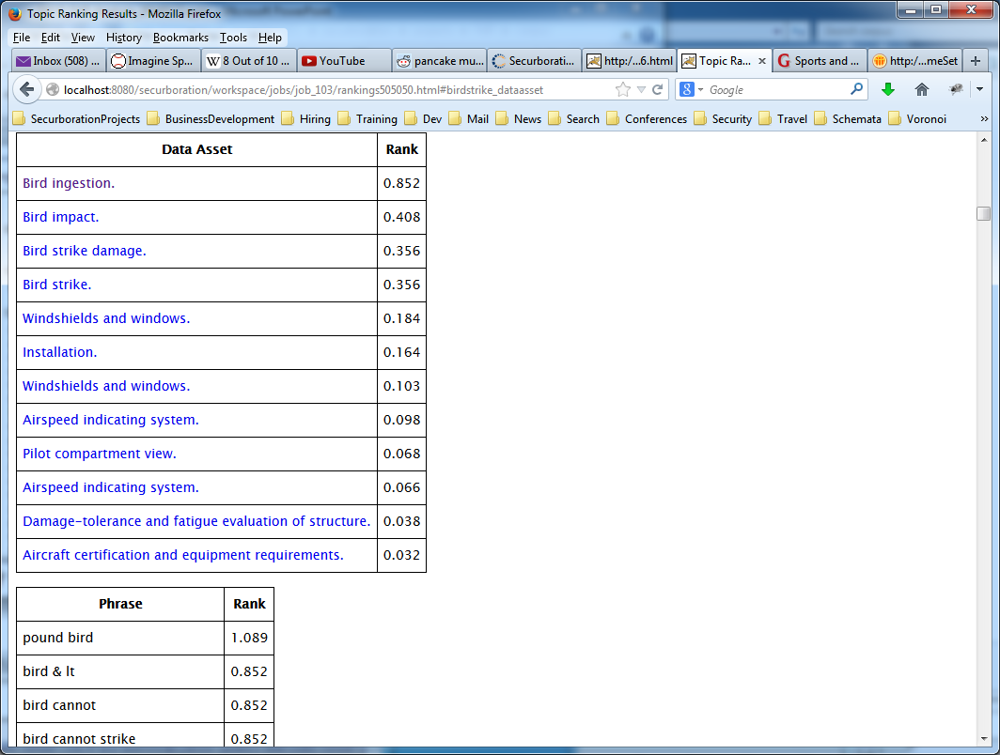 Topic Ranking Results - Mozilla Firefox
File Edit View History Bookmarks Tools Help
Inbox (508) ... Imagine Sp... W 8 Out of 10 ... YouTube pancake mu... Securborati... http:/...6.html Topic Ra... G Sports and ... http:/...meSet
localhost:8080/securboration/workspace/jobs/job_103/rankings505050.html#birdstrike_dataasset 8 Google
SecurborationProjects BusinessDevelopment Hiring Training Dev Mail News Search Conferences Security Travel Schemata Voronoi »
Data Asset Rank
Bird ingestion. 0.852
Bird impact. 0.408
Bird strike damage. 0.356
Bird strike. 0.356
Windshields and windows. 0.184
Installation. 0.164
Windshields and windows. 0.103
Airspeed indicating system. 0.098
Pilot compartment view. 0.068
Airspeed indicating system. 0.066
Damage-tolerance and fatigue evaluation of structure. 0.038
Aircraft certification and equipment requirements. 0.032
Phrase Rank
pound bird 1.089
bird & lt 0.852
bird cannot 0.852
bird cannot strike 0.852